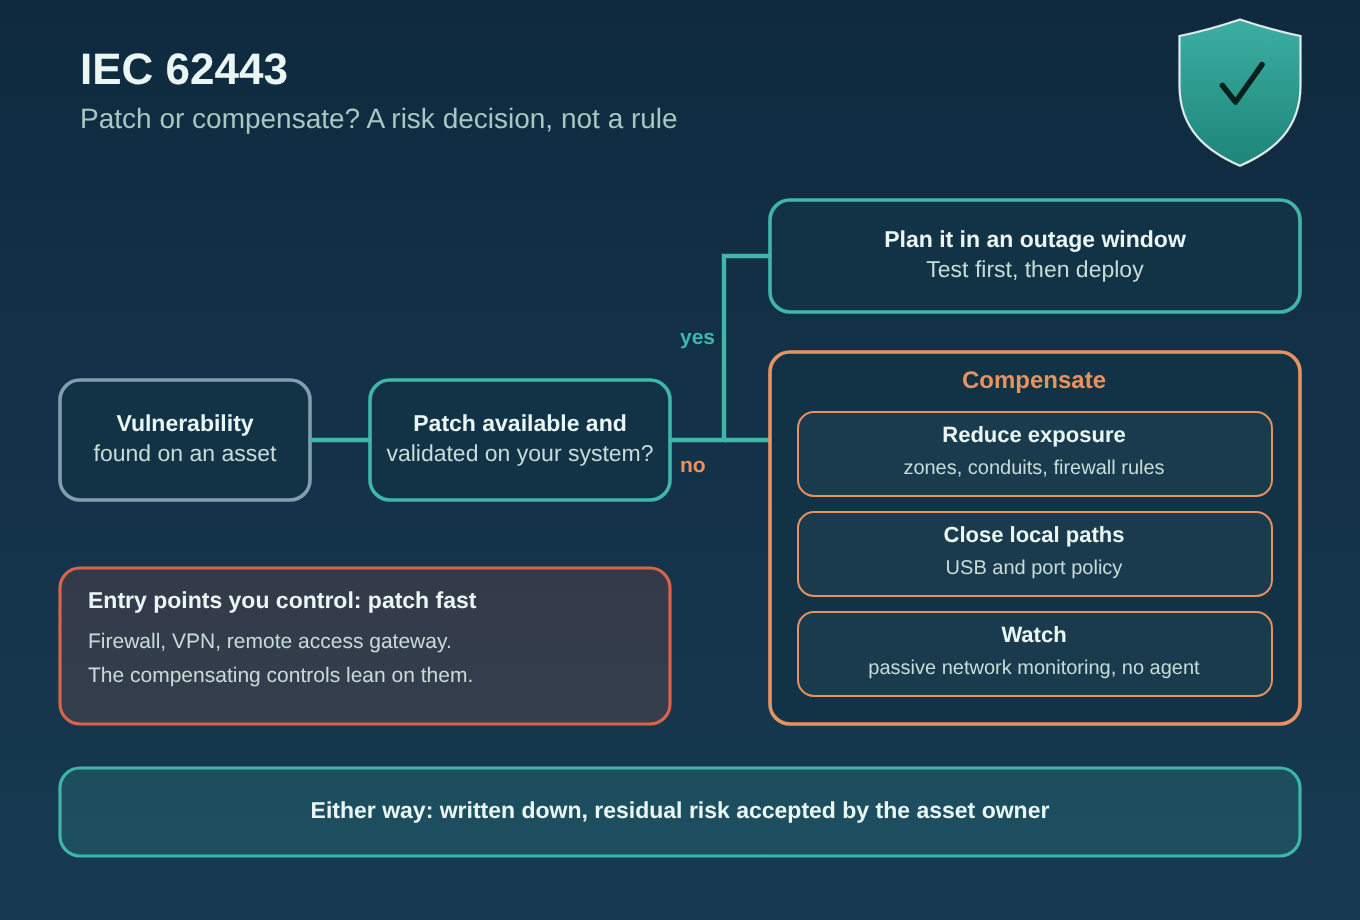 IEC 62443
Patch or compensate? A risk decision, not a rule
Plan it in an outage window
Test first, then deploy
yes
Vulnerability
found on an asset
Patch available and
validated on your system?
no
Compensate
Reduce exposure
zones, conduits, firewall rules
Close local paths
USB and port policy
Watch
passive network monitoring, no agent
Entry points you control: patch fast
Firewall, VPN, remote access gateway.
The compensating controls lean on them.
Either way: written down, residual risk accepted by the asset owner